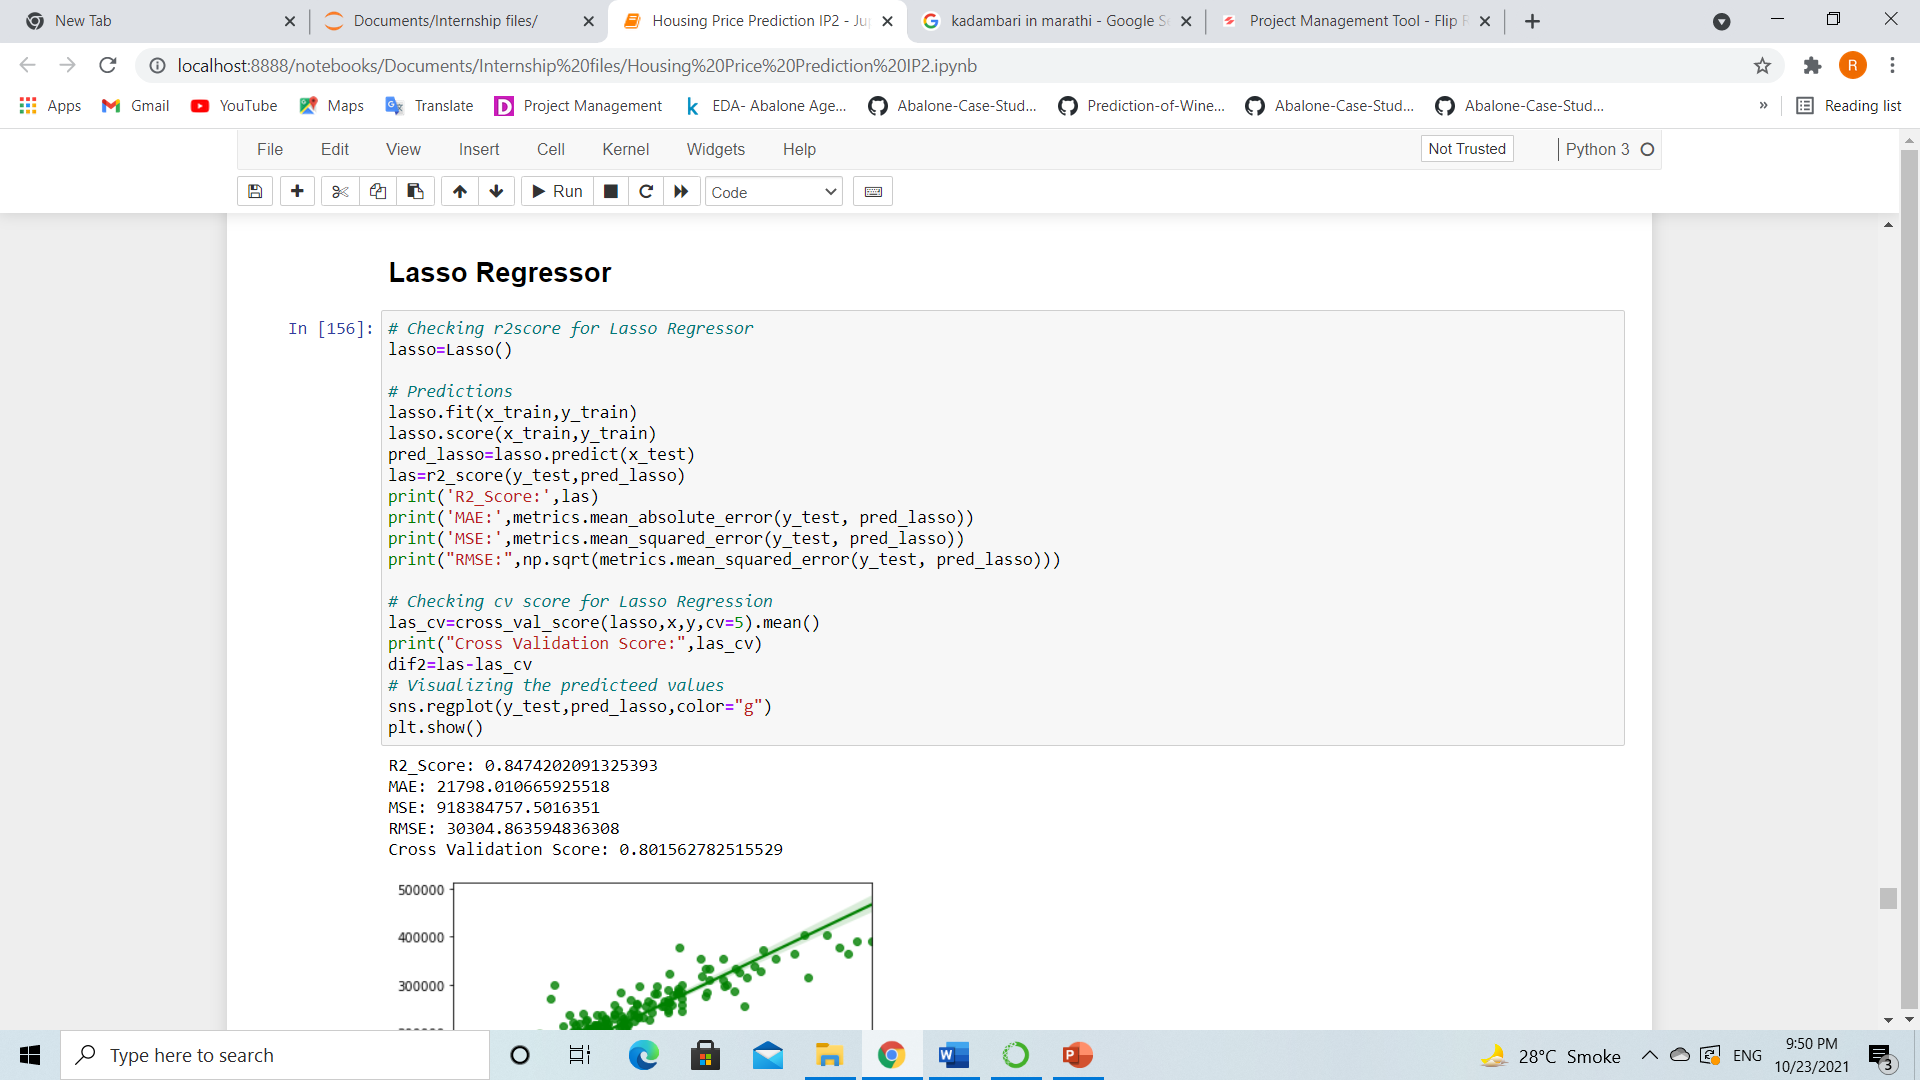 New Tab
Documents/Internship files/
Housing Price Prediction IP2 - Ju
kadambari in marathi - Google Se
Project Management Tool - Flip R
localhost:8888/notebooks/Documents/Internship%20files/Housing%20Price%20Prediction%20IP2.ipynb
R
Apps
Gmail
YouTube
Maps
Translate
Project Management
EDA- Abalone Age...
Abalone-Case-Stud...
Prediction-of-Wine...
Abalone-Case-Stud...
Abalone-Case-Stud...
»
Reading list
File Edit View Insert Cell Kernel Widgets Help
Not Trusted
Python 3
Run
Code
Lasso Regressor
In [156]:
# Checking r2score for Lasso Regressor
lasso=Lasso()
# Predictions
lasso.fit(x_train,y_train)
lasso.score(x_train,y_train)
pred_lasso=lasso.predict(x_test)
las=r2_score(y_test,pred_lasso)
print('R2_Score:',las)
print('MAE:',metrics.mean_absolute_error(y_test, pred_lasso))
print('MSE:',metrics.mean_squared_error(y_test, pred_lasso))
print("RMSE:",np.sqrt(metrics.mean_squared_error(y_test, pred_lasso)))
# Checking cv score for Lasso Regression
las_cv=cross_val_score(lasso,x,y,cv=5).mean()
print("Cross Validation Score:",las_cv)
dif2=las-las_cv
# Visualizing the predicteed values
sns.regplot(y_test,pred_lasso,color="g")
plt.show()
R2_Score: 0.8474202091325393
MAE: 21798.010665925518
MSE: 918384757.5016351
RMSE: 30304.863594836308
Cross Validation Score: 0.801562782515529
500000
400000
300000
Type here to search
28°C Smoke
ENG
9:50 PM
10/23/2021
3